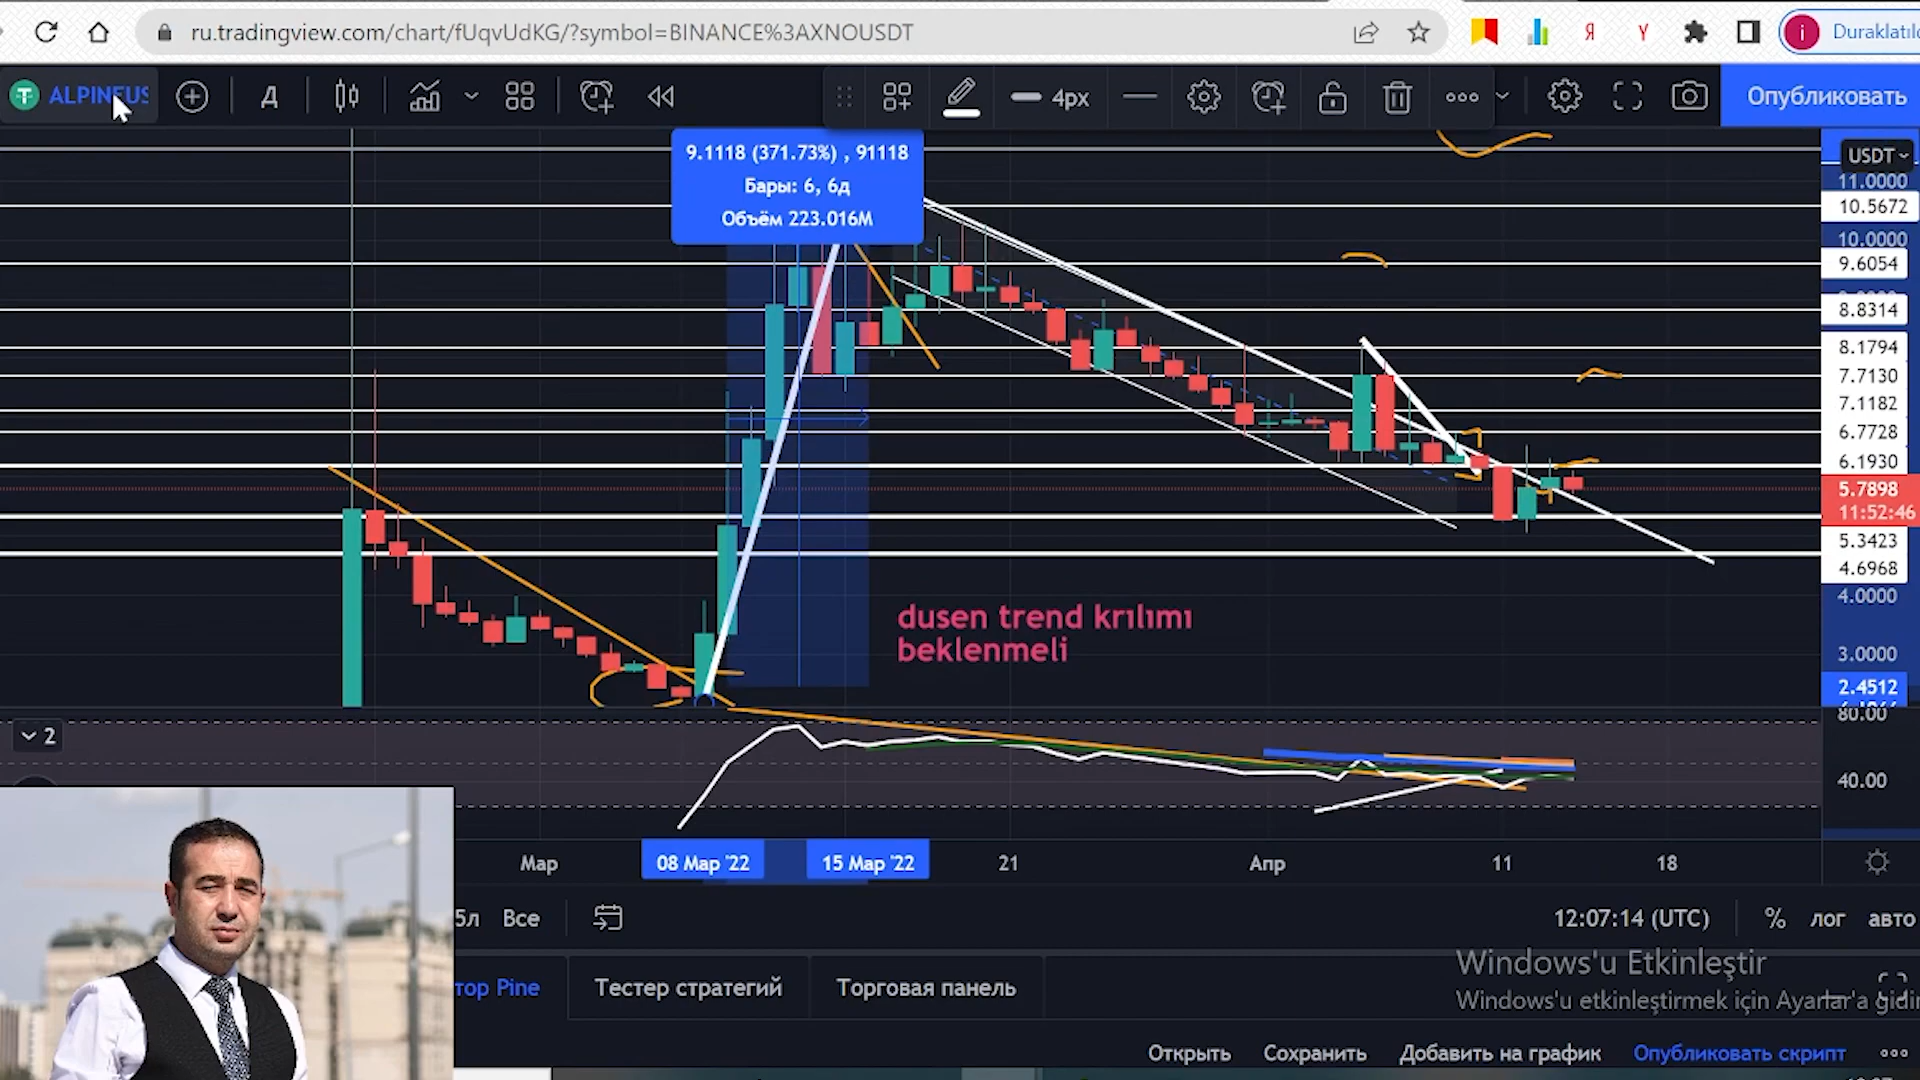 ru.tradingview.com/chart/fUqvUdKG/?symbol=BINANCE%3AXNOUSDT
Я
Y
i
ALPINEUS
Д
4px
Опубликовать
9.1118 (371.73%) , 91118
Бары: 6, 6д
Объём 223.016M
USDT
11.0000
10.5672
10.0000
9.6054
8.8314
8.1794
7.7130
7.1182
6.7728
6.1930
5.7898
11:52:46
5.3423
4.6968
4.0000
3.0000
2.4512
dusen trend krılımı
beklenmeli
2
80.00
40.00
Мар
08 Мар '22
15 Мар '22
21
Апр
11
18
5л
Все
12:07:14 (UTC)
%
лог
авто
Windows'u Etkinleştir
Windows'u etkinleştirmek için Ayarlar'a
тор Pine
Тестер стратегий
Торговая панель
Открыть
Сохранить
Добавить на график
Опубликовать скрипт